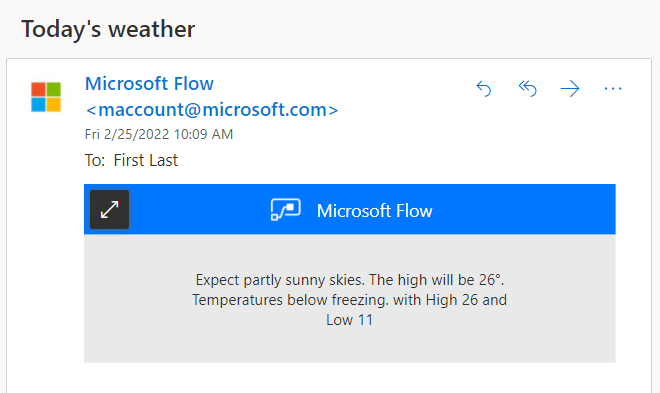 Today's weather
Microsoft Flow
<maccount@microsoft.com>
Fri 2/25/2022 10:09 AM
To: First Last
Microsoft Flow
Expect partly sunny skies. The high will be 26°.
Temperatures below freezing. with High 26 and
Low 11